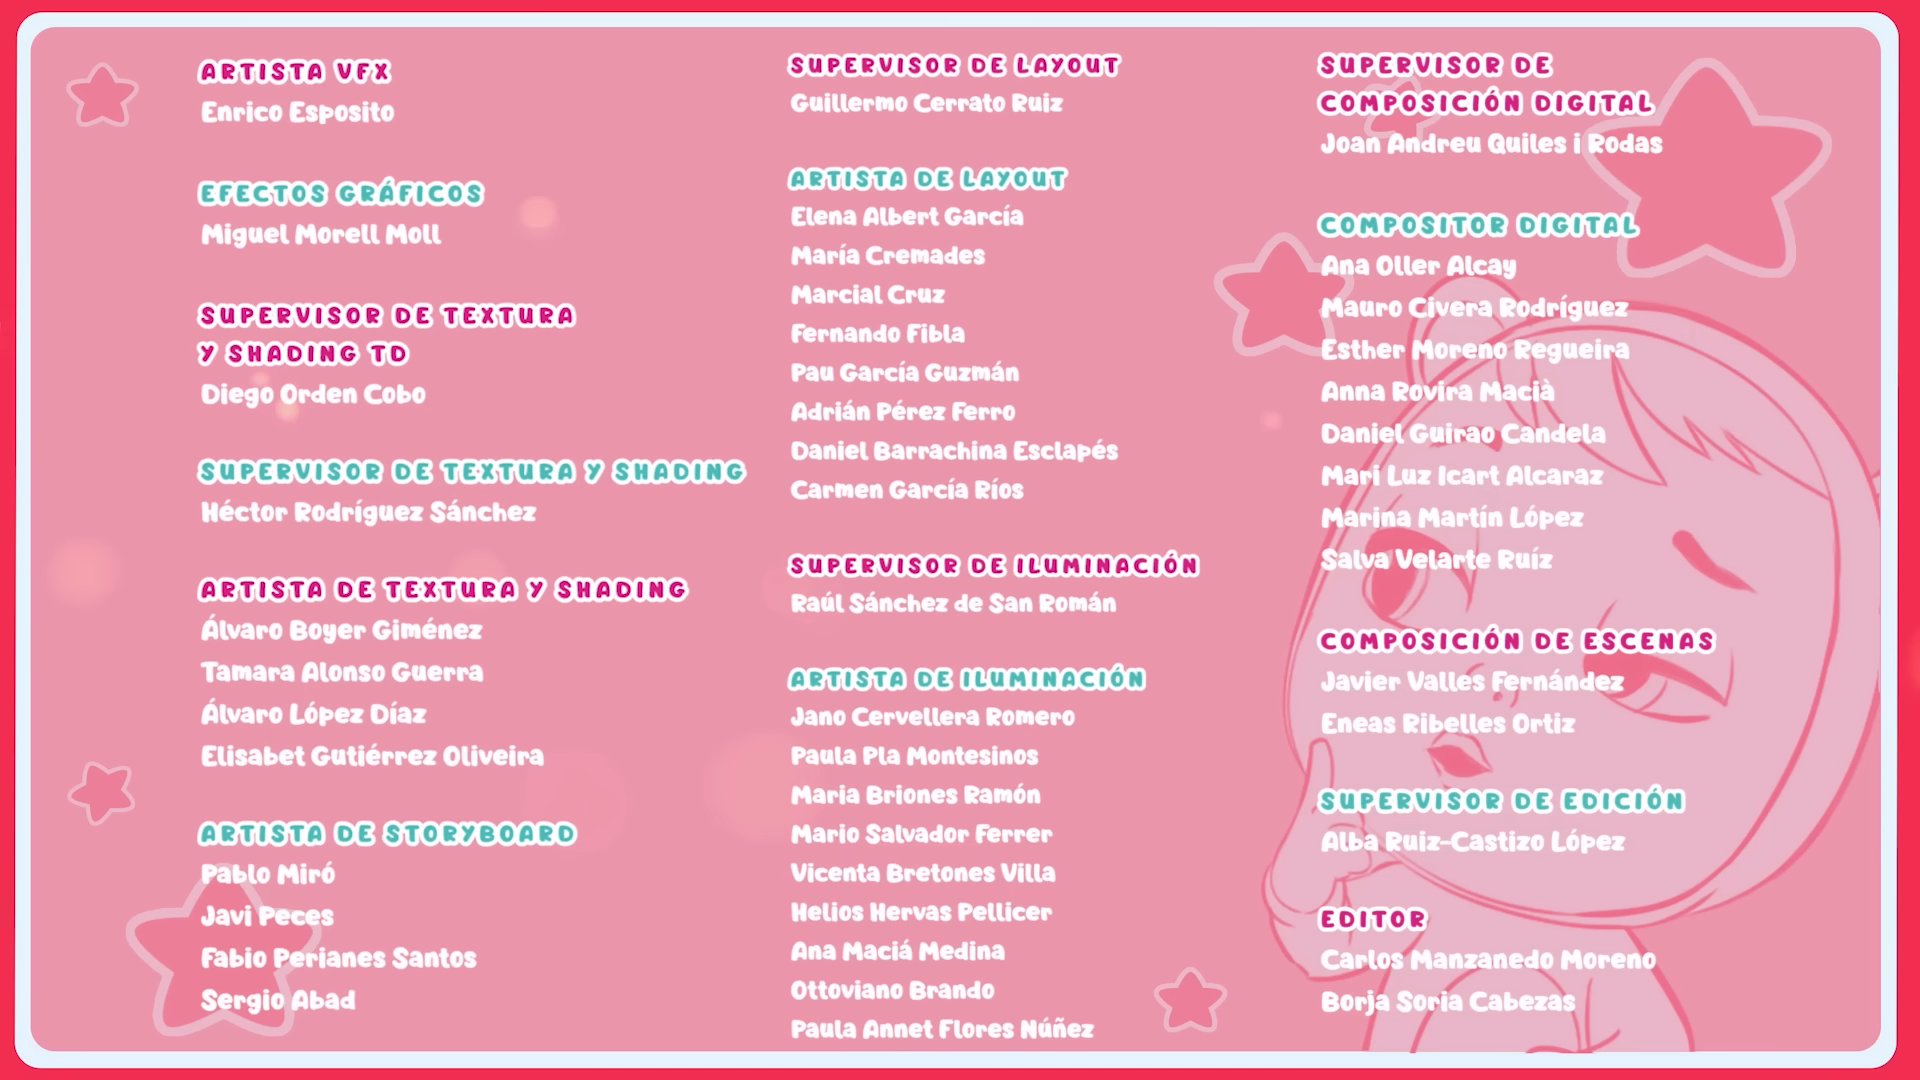 ARTISTA VFX
Enrico Esposito
EFECTOS GRÁFICOS
Miguel Morell Moll
SUPERVISOR DE TEXTURA
Y SHADING TD
Diego Orden Cobo
SUPERVISOR DE TEXTURA Y SHADING
Héctor Rodríguez Sánchez
ARTISTA DE TEXTURA Y SHADING
Álvaro Boyer Giménez
Tamara Alonso Guerra
Álvaro López Díaz
Elisabet Gutiérrez Oliveira
ARTISTA DE STORYBOARD
Pablo Miró
Javi Peces
Fabio Perianes Santos
Sergio Abad
SUPERVISOR DE LAYOUT
Guillermo Cerrato Ruiz
ARTISTA DE LAYOUT
Elena Albert García
María Cremades
Marcial Cruz
Fernando Fibla
Pau García Guzmán
Adrián Pérez Ferro
Daniel Barrachina Esclapés
Carmen García Ríos
SUPERVISOR DE ILUMINACIÓN
Raúl Sánchez de San Román
ARTISTA DE ILUMINACIÓN
Jano Cervellera Romero
Paula Pla Montesinos
Maria Briones Ramón
Mario Salvador Ferrer
Vicenta Bretones Villa
Helios Hervas Pellicer
Ana Maciá Medina
Ottoviano Brando
Paula Annet Flores Núñez
SUPERVISOR DE
COMPOSICIÓN DIGITAL
Joan Andreu Quiles i Rodas
COMPOSITOR DIGITAL
Ana Oller Alcay
Mauro Civera Rodríguez
Esther Moreno Regueira
Anna Rovira Macià
Daniel Guirao Candela
Mari Luz Icart Alcaraz
Marina Martín López
Salva Velarte Ruíz
COMPOSICIÓN DE ESCENAS
Javier Valles Fernández
Eneas Ribelles Ortiz
SUPERVISOR DE EDICIÓN
Alba Ruiz-Castizo López
EDITOR
Carlos Manzanedo Moreno
Borja Soria Cabezas